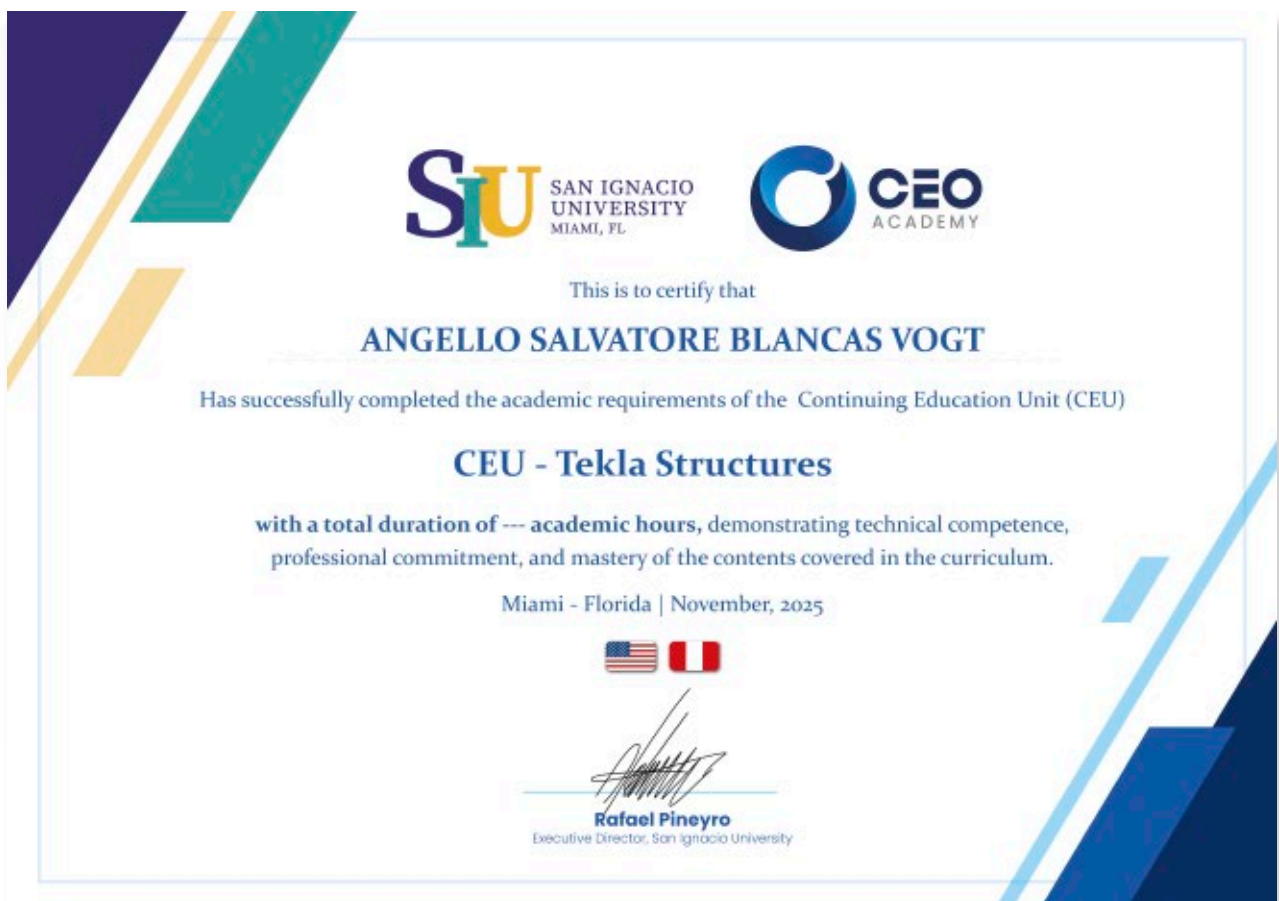 SIU SAN IGNACIO
UNIVERSITY
MIAMI, FL
CEO
ACADEMY
This is to certify that
ANGELLO SALVATORE BLANCAS VOGT
Has successfully completed the academic requirements of the Continuing Education Unit (CEU)
CEU - Tekla Structures
with a total duration of --- academic hours, demonstrating technical competence,
professional commitment, and mastery of the contents covered in the curriculum.
Miami - Florida | November, 2025
Rafael Pineyro
Executive Director, San Ignacio University